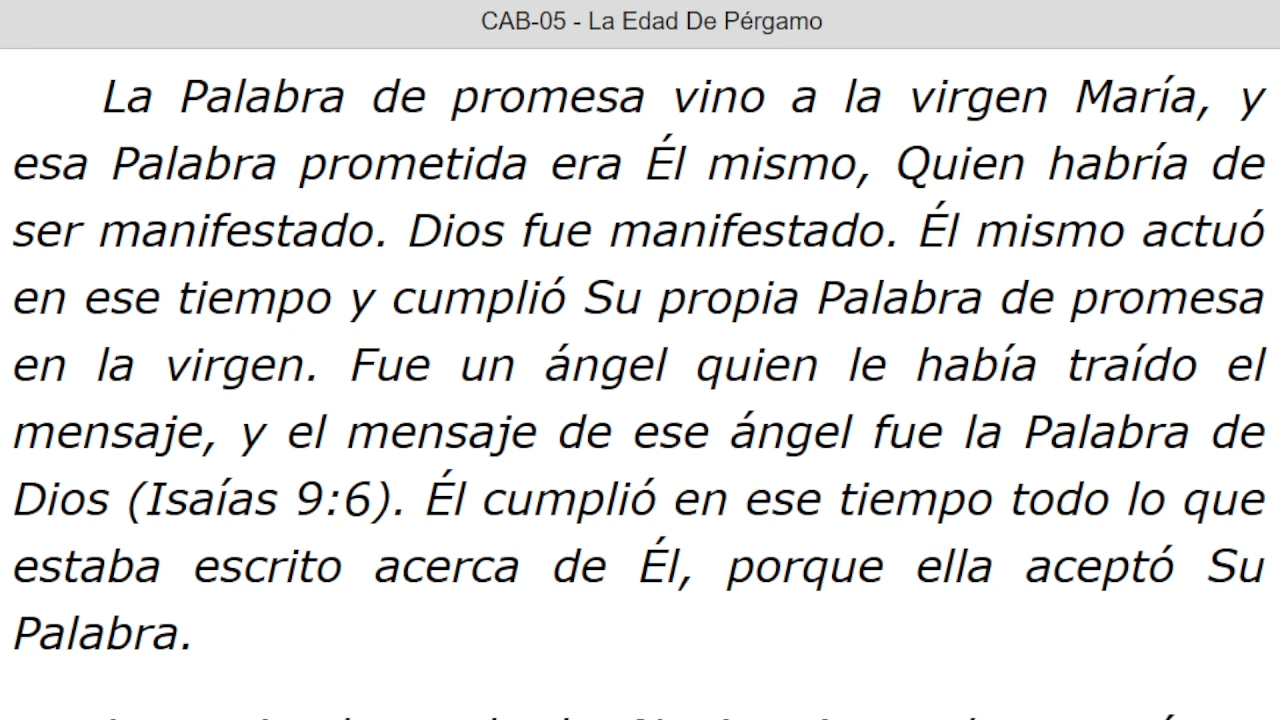 CAB-05 - La Edad De Pérgamo
La Palabra de promesa vino a la virgen María, y
esa Palabra prometida era Él mismo, Quien habría de
ser manifestado. Dios fue manifestado. Él mismo actuó
en ese tiempo y cumplió Su propia Palabra de promesa
en la virgen. Fue un ángel quien le había traído el
mensaje, y el mensaje de ese ángel fue la Palabra de
Dios (Isaías 9:6). Él cumplió en ese tiempo todo lo que
estaba escrito acerca de Él, porque ella aceptó Su
Palabra.